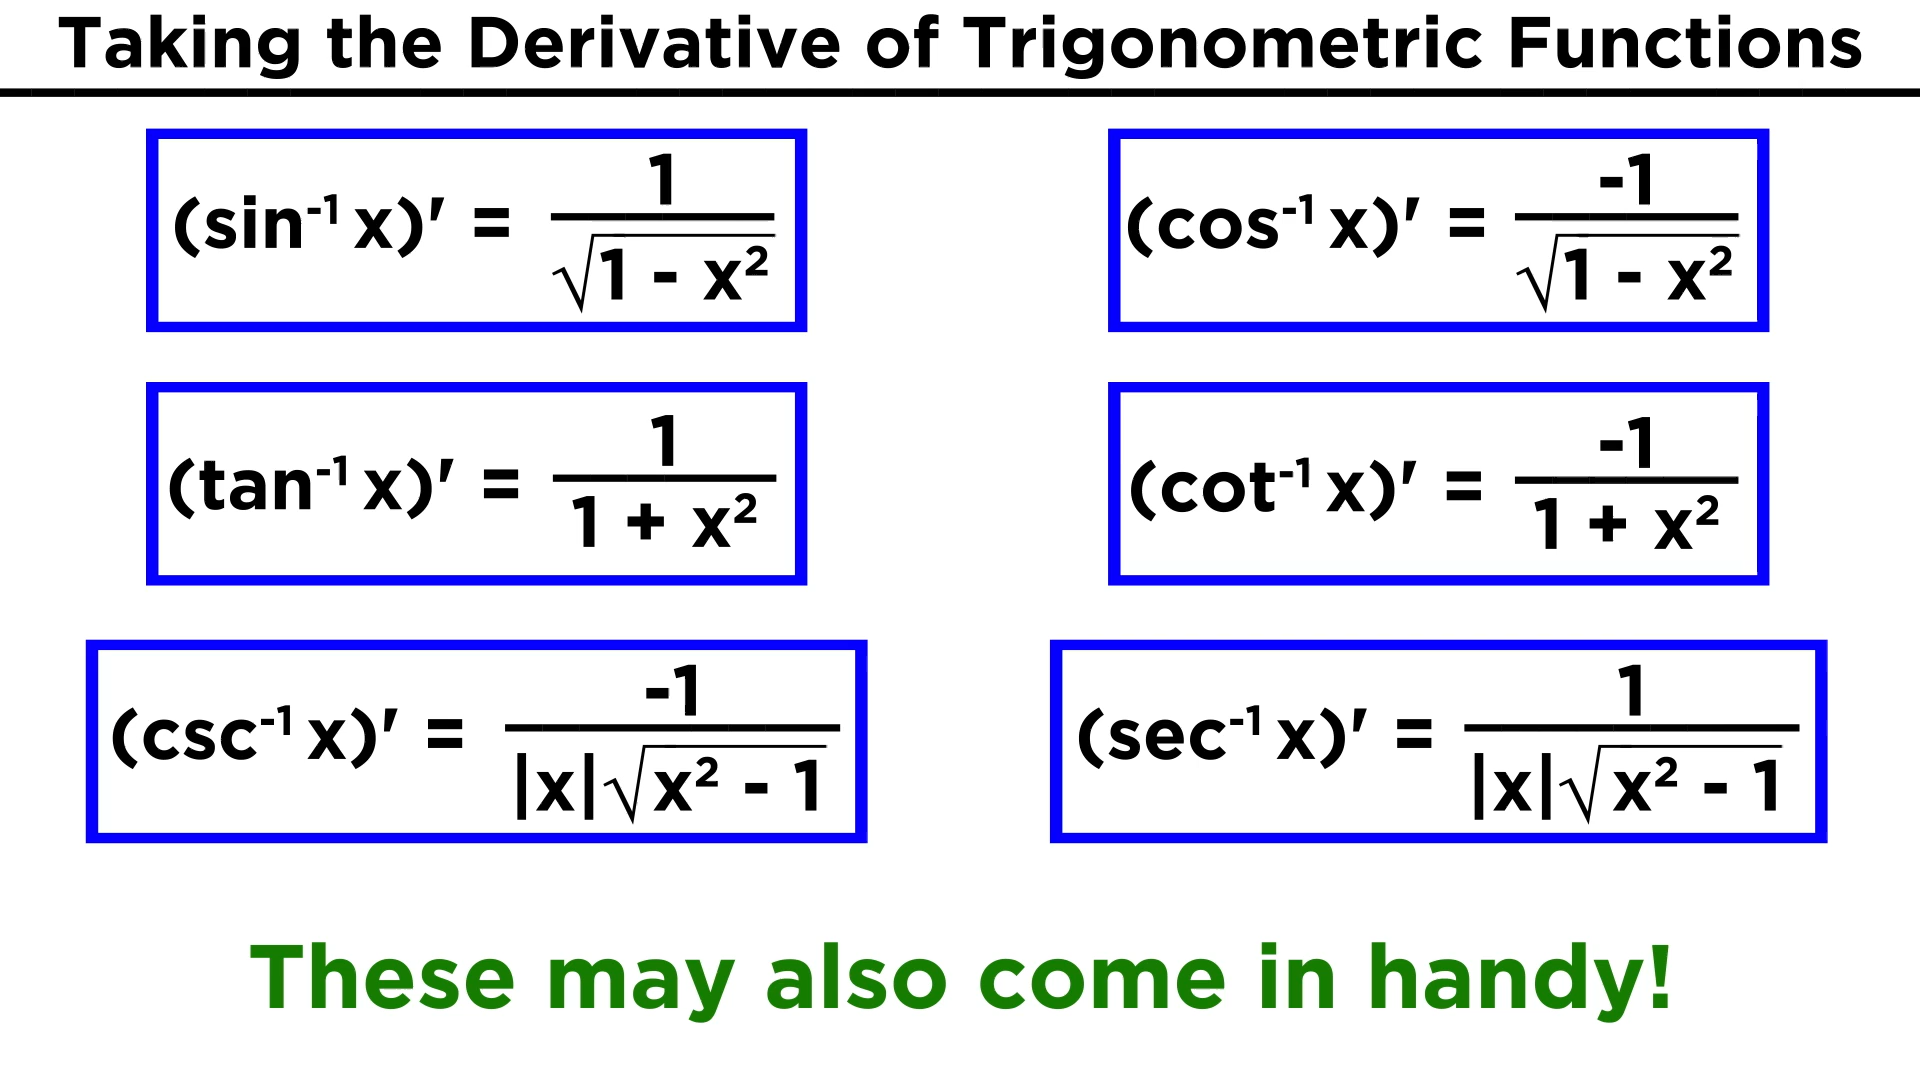 Taking the Derivative of Trigonometric Functions
(sin⁻¹ x)' = 1 / √(1 - x²)
(cos⁻¹ x)' = -1 / √(1 - x²)
(tan⁻¹ x)' = 1 / (1 + x²)
(cot⁻¹ x)' = -1 / (1 + x²)
(csc⁻¹ x)' = -1 / (|x|√(x² - 1))
(sec⁻¹ x)' = 1 / (|x|√(x² - 1))
These may also come in handy!